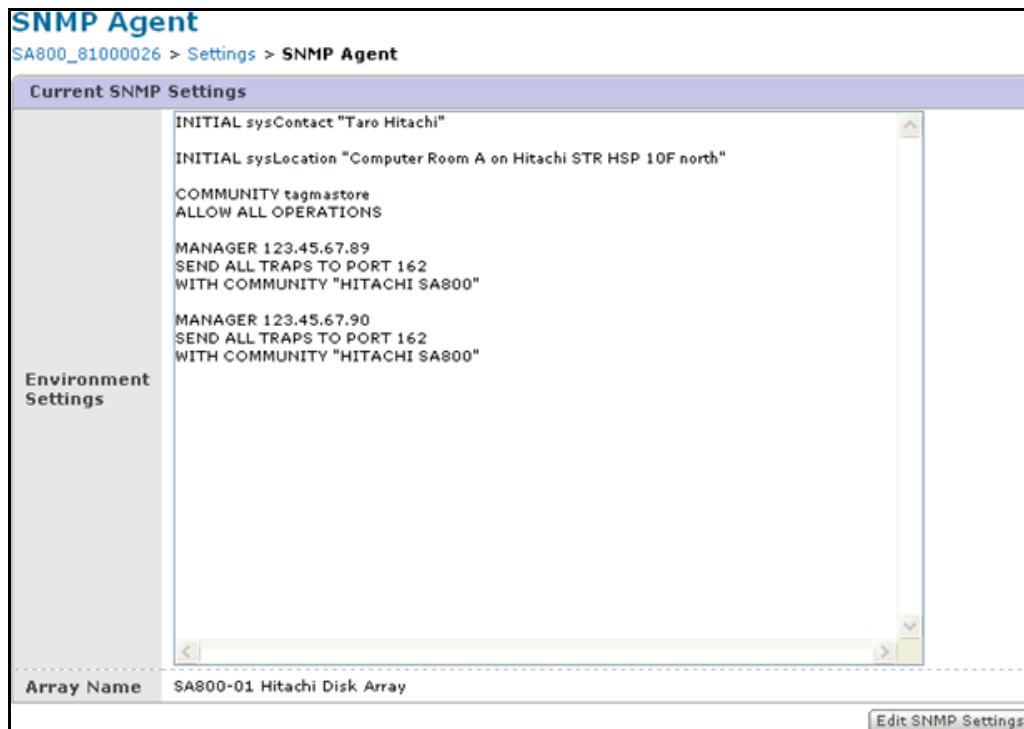 SNMP Agent
SA800_81000026 > Settings > SNMP Agent
Current SNMP Settings
Environment Settings
INITIAL sysContact "Taro Hitachi"
INITIAL sysLocation "Computer Room A on Hitachi STR HSP 10F north"
COMMUNITY tagmastore
ALLOW ALL OPERATIONS
MANAGER 123.45.67.89
SEND ALL TRAPS TO PORT 162
WITH COMMUNITY "HITACHI SA800"
MANAGER 123.45.67.90
SEND ALL TRAPS TO PORT 162
WITH COMMUNITY "HITACHI SA800"
Array Name
SA800-01 Hitachi Disk Array
Edit SNMP Settings